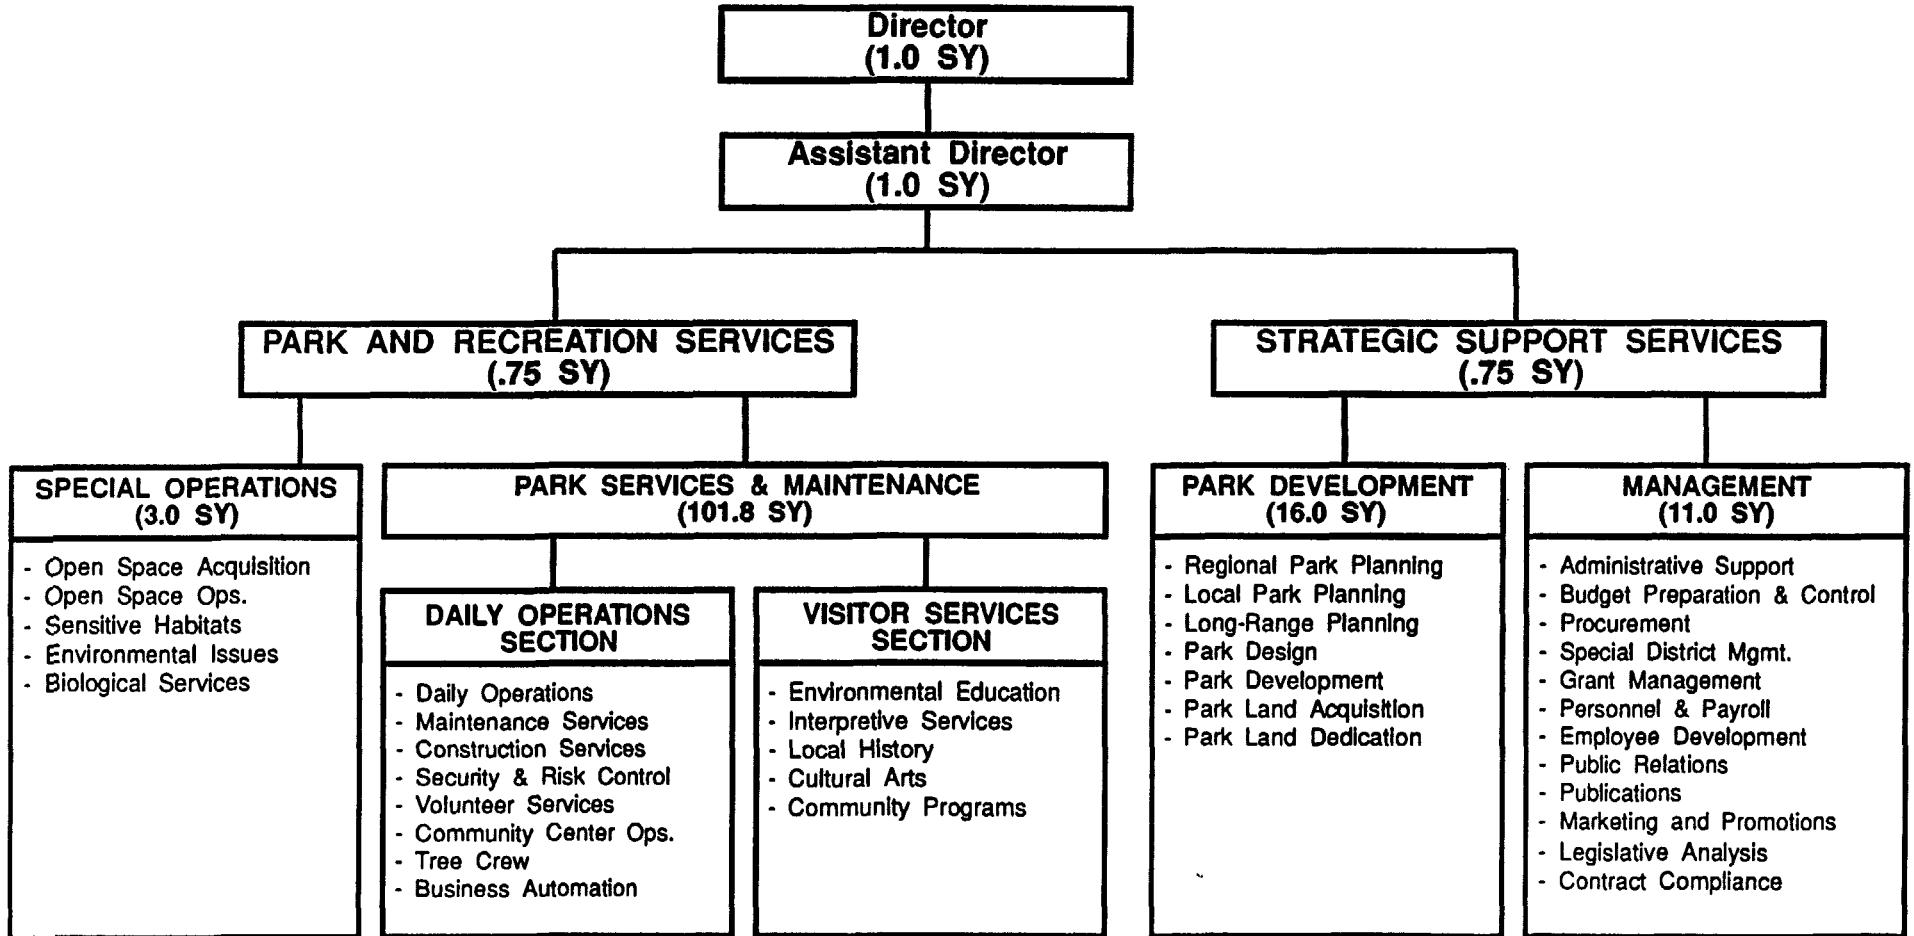 Director
(1.0 SY)
Assistant Director
(1.0 SY)
PARK AND RECREATION SERVICES
(.75 SY)
STRATEGIC SUPPORT SERVICES
(.75 SY)
SPECIAL OPERATIONS
(3.0 SY)
- Open Space Acquisition
- Open Space Ops.
- Sensitive Habitats
- Environmental Issues
- Biological Services
PARK SERVICES & MAINTENANCE
(101.8 SY)
DAILY OPERATIONS
SECTION
- Daily Operations
- Maintenance Services
- Construction Services
- Security & Risk Control
- Volunteer Services
- Community Center Ops.
- Tree Crew
- Business Automation
VISITOR SERVICES
SECTION
- Environmental Education
- Interpretive Services
- Local History
- Cultural Arts
- Community Programs
PARK DEVELOPMENT
(16.0 SY)
- Regional Park Planning
- Local Park Planning
- Long-Range Planning
- Park Design
- Park Development
- Park Land Acquisition
- Park Land Dedication
MANAGEMENT
(11.0 SY)
- Administrative Support
- Budget Preparation & Control
- Procurement
- Special District Mgmt.
- Grant Management
- Personnel & Payroll
- Employee Development
- Public Relations
- Publications
- Marketing and Promotions
- Legislative Analysis
- Contract Compliance